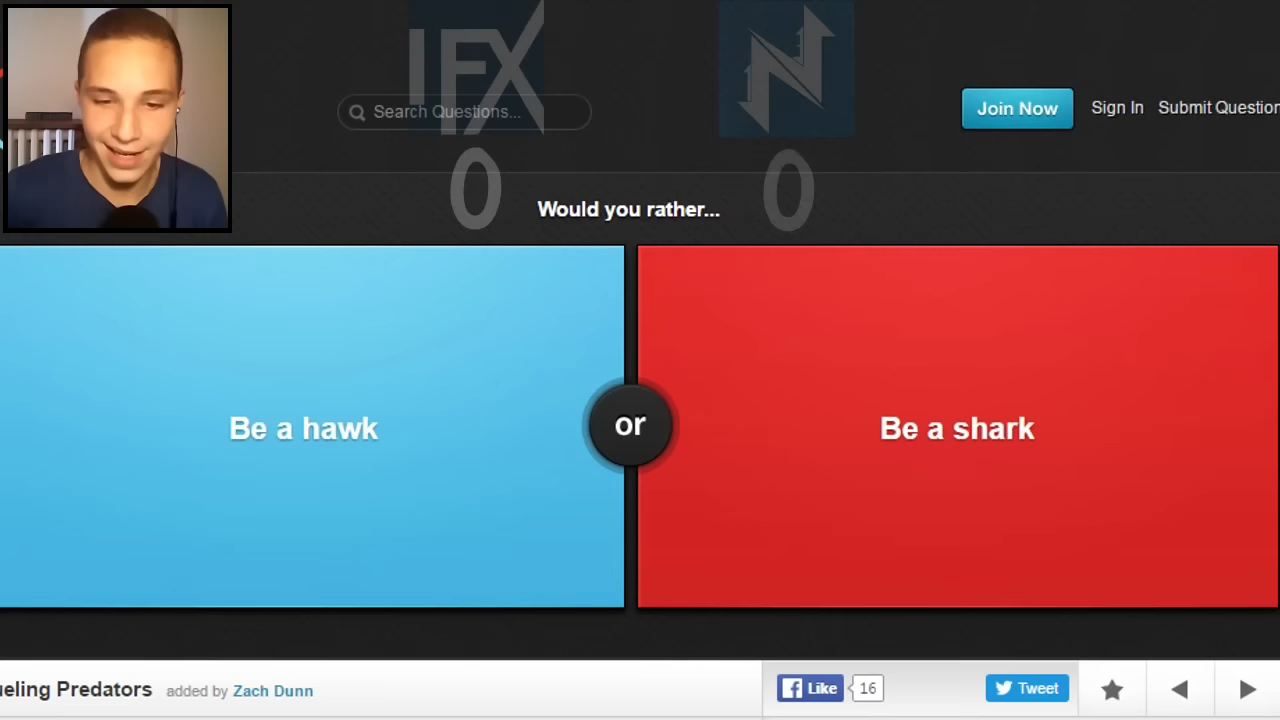 IFX
N
Search Questions...
Join Now
Sign In
Submit Question
0
0
Would you rather...
Be a hawk
or
Be a shark
ueling Predators
added by Zach Dunn
Like
16
Tweet